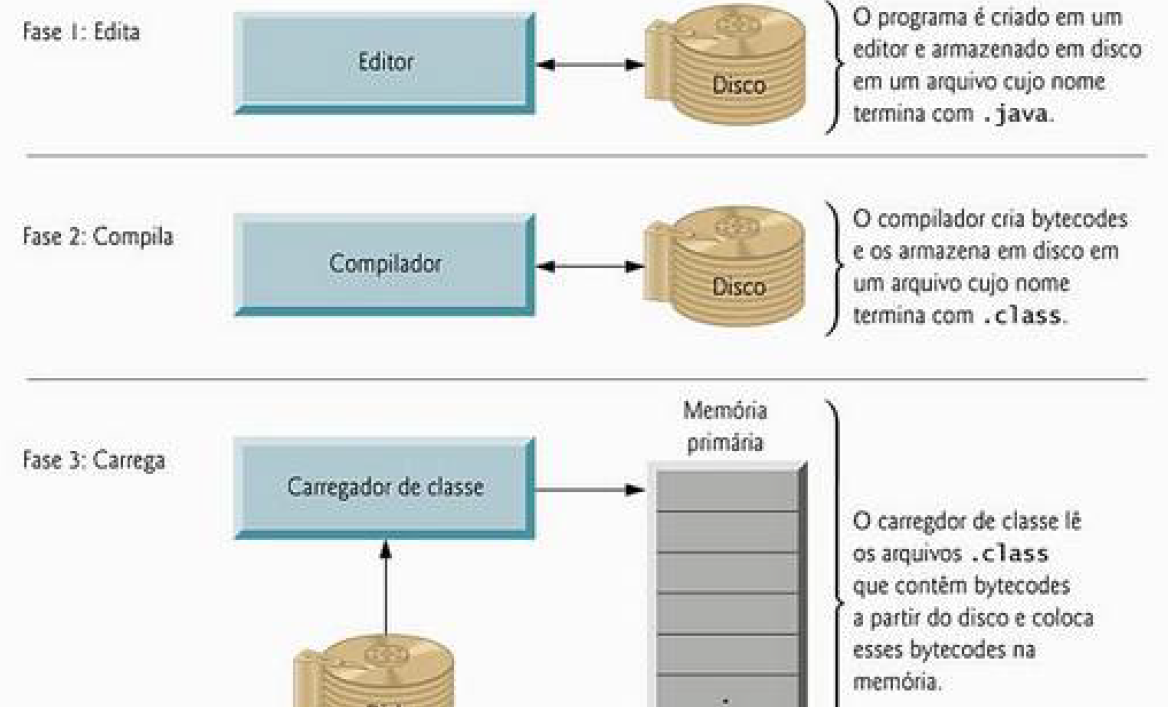 Fase 1: Edita
Editor
Disco
O programa é criado em um
editor e armazenado em disco
em um arquivo cujo nome
termina com .java.
Fase 2: Compila
Compilador
Disco
O compilador cria bytecodes
e os armazena em disco em
um arquivo cujo nome
termina com .class.
Fase 3: Carrega
Carregador de classe
Memória
primária
O carregdor de classe lê
os arquivos .class
que contêm bytecodes
a partir do disco e coloca
esses bytecodes na
memória.